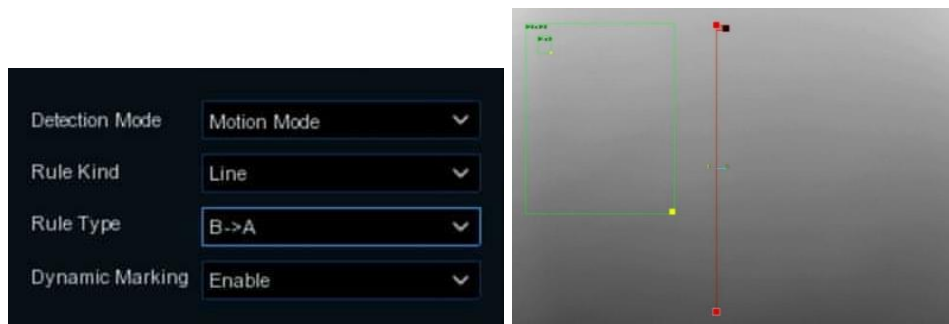 Detection Mode Motion Mode
Rule Kind Line
Rule Type B->A
Dynamic Marking Enable